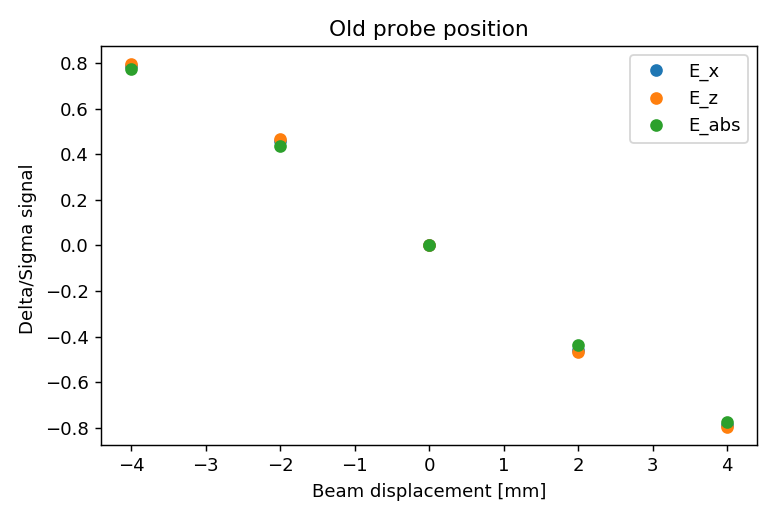 Old probe position
E_x
E_z
E_abs
Delta/Sigma signal
0.8
0.6
0.4
0.2
0.0
−0.2
−0.4
−0.6
−0.8
−4 −3 −2 −1 0 1 2 3 4
Beam displacement [mm]